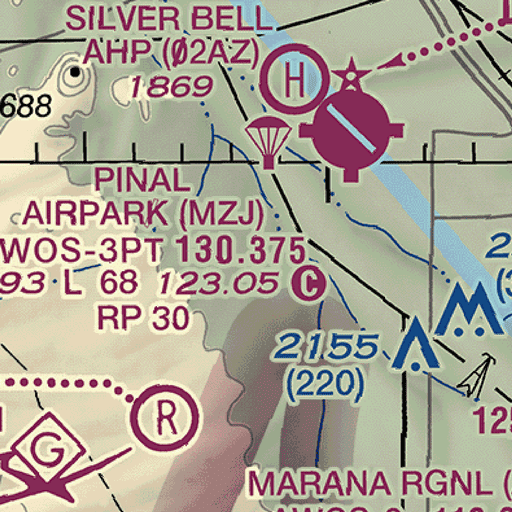 SILVER BELL
AHP (02AZ)
1869
H
688
PINAL
AIRPARK (MZJ)
WOS-3PT 130.375
93 L 68 123.05 C
RP 30
2155
(220)
R
G
125
MARANA RGNL (